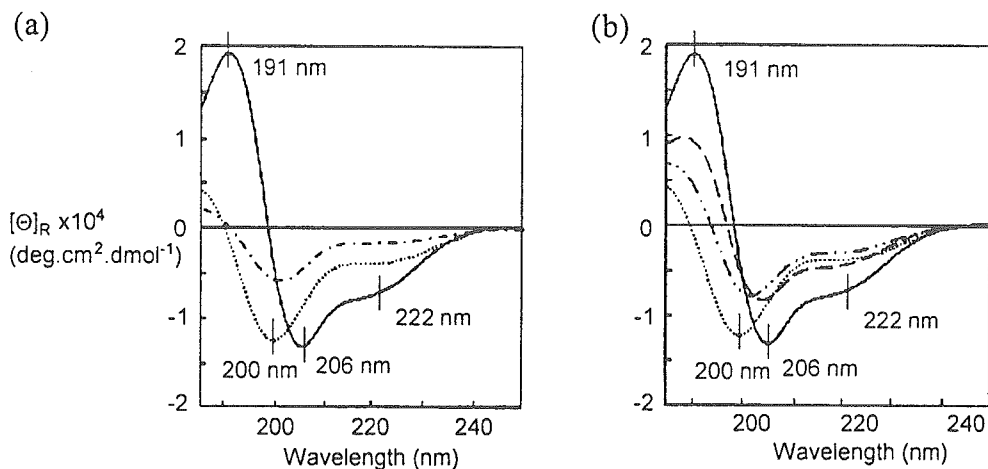 (a)
2
1
0
-1
-2
191 nm
222 nm
200 nm
206 nm
200
220
240
Wavelength (nm)
[Θ]R x10⁴
(deg.cm².dmol⁻¹)
(b)
2
1
0
-1
-2
191 nm
222 nm
200 nm
206 nm
200
220
240
Wavelength (nm)